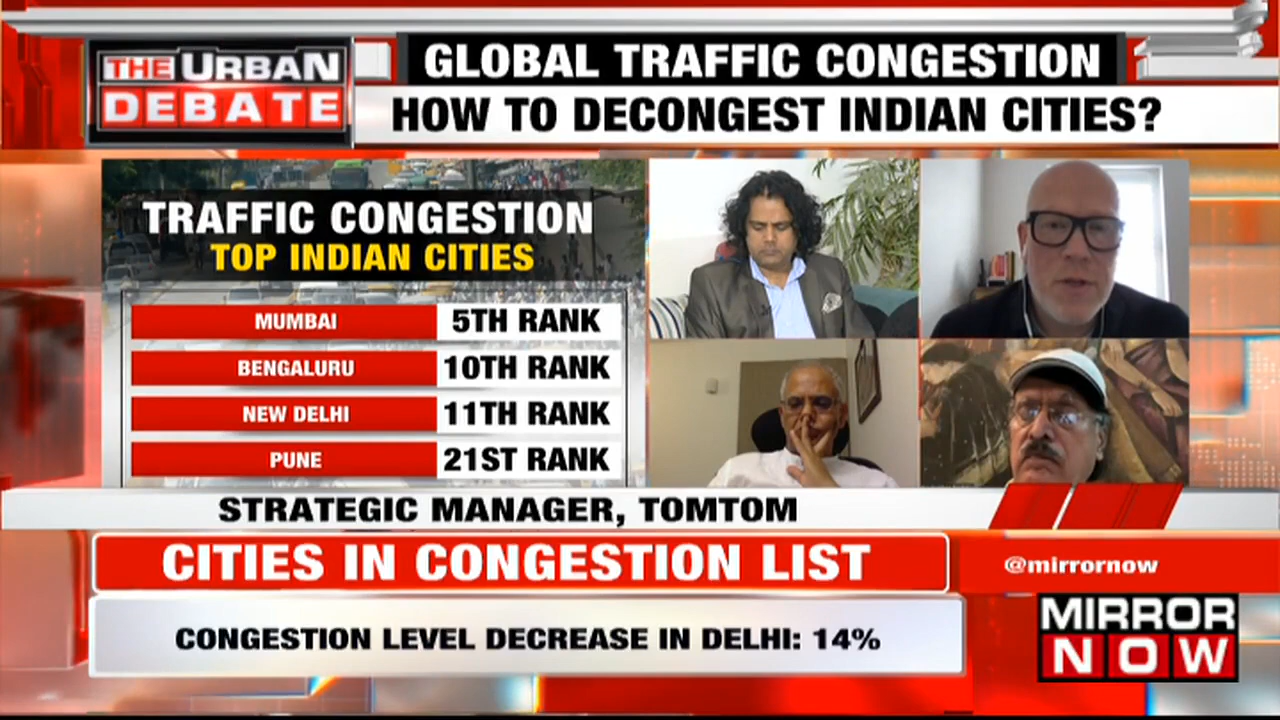 THE URBAN
DEBATE
GLOBAL TRAFFIC CONGESTION
HOW TO DECONGEST INDIAN CITIES?
TRAFFIC CONGESTION
TOP INDIAN CITIES
MUMBAI 5TH RANK
BENGALURU 10TH RANK
NEW DELHI 11TH RANK
PUNE 21ST RANK
STRATEGIC MANAGER, TOMTOM
CITIES IN CONGESTION LIST
@mirrornow
CONGESTION LEVEL DECREASE IN DELHI: 14%
MIRROR
NOW